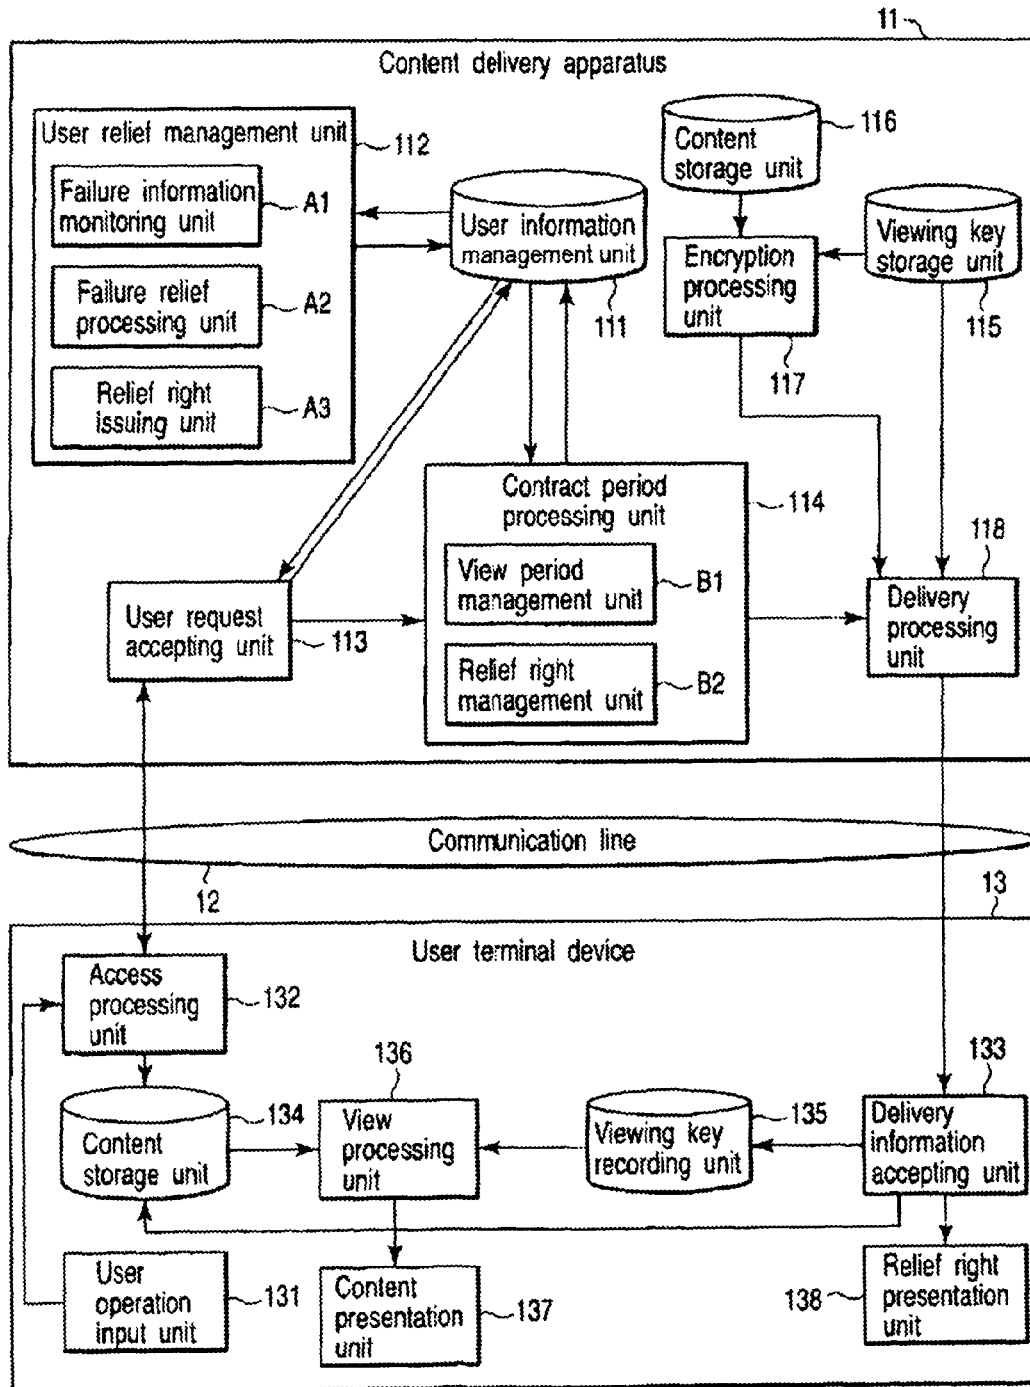 11
Content delivery apparatus
User relief management unit
112
Failure information
monitoring unit
A1
Failure relief
processing unit
A2
Relief right
issuing unit
A3
User information
management unit
111
Content
storage unit
116
Encryption
processing
unit
117
Viewing key
storage unit
115
Contract period
processing unit
114
View period
management unit
B1
Relief right
management unit
B2
User request
accepting unit
113
118
Delivery
processing
unit
Communication line
12
13
User terminal device
Access
processing
unit
132
Content
storage unit
134
136
View
processing
unit
Viewing key
recording unit
135
133
Delivery
information
accepting unit
User
operation
input unit
131
Content
presentation
unit
137
Relief right
presentation
unit
138